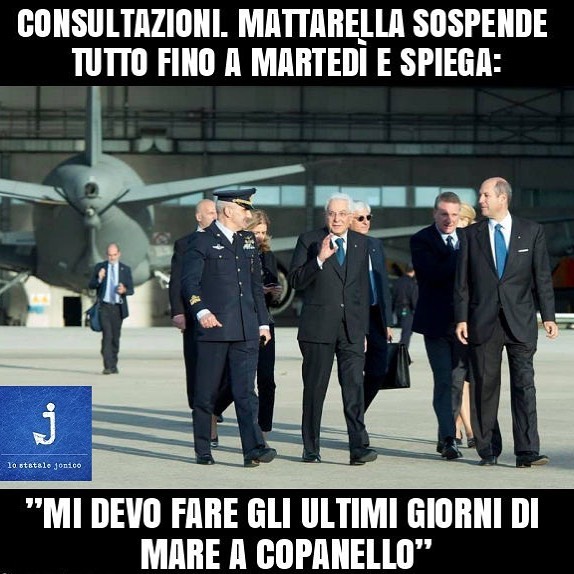 CONSULTAZIONI. MATTARELLA SOSPENDE
TUTTO FINO A MARTEDÌ E SPIEGA:
lo statale jonico
"MI DEVO FARE GLI ULTIMI GIORNI DI
MARE A COPANELLO"